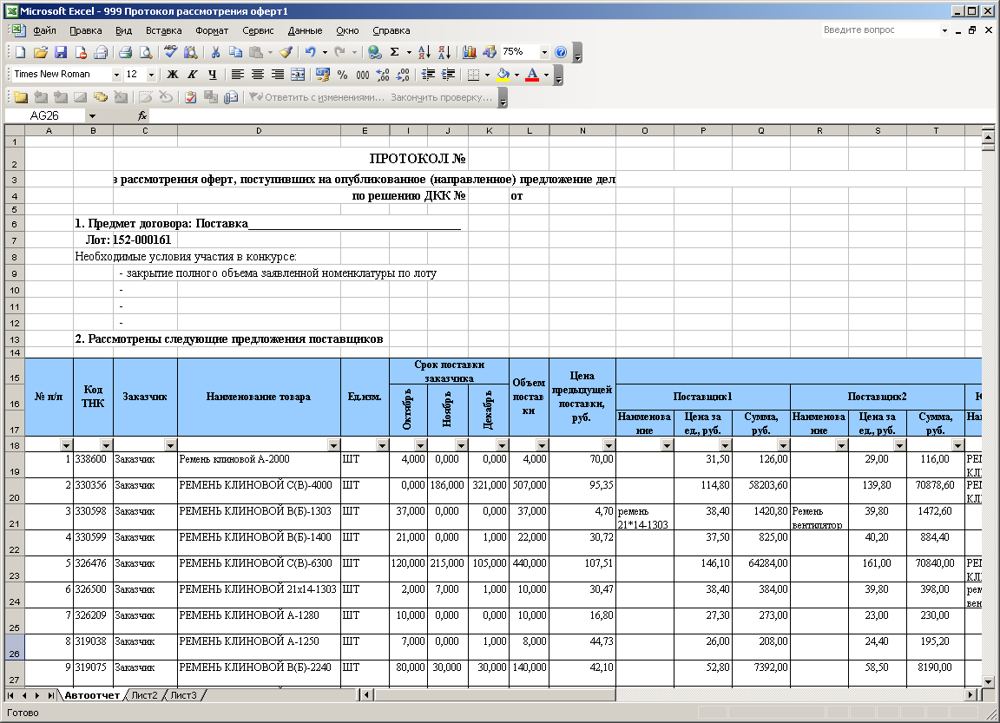 Microsoft Excel - 999 Протокол рассмотрения оферт1
Файл Правка Вид Вставка Формат Сервис Данные Окно Справка Введите вопрос
75%
Times New Roman 12 Ж К Ч
Ответить с изменениями... Закончить проверку...
AG26 fx
A B C D E I J K L N O P Q R S T
1
2 ПРОТОКОЛ №
3 в рассмотрения оферт, поступивших на опубликованное (направленное) предложение дел
4 по решению ДКК № от
5
6 1. Предмет договора: Поставка
7 Лот: 152-000161
8 Необходимые условия участия в конкурсе:
9 - закрытие полного объема заявленной номенклатуры по лоту
10 -
11 -
12 -
13 2. Рассмотрены следующие предложения поставщиков
14
15 Срок поставки заказчика
16 № п/п Код ТНК Заказчик Наименование товара Ед.изм. Октябрь Ноябрь Декабрь Объем постав ки Цена предыдущей поставки, руб. Поставщик1 Поставщик2
17 Наименова ние Цена за ед., руб. Сумма, руб. Наименова ние Цена за ед., руб. Сумма, руб. Наи
18
19 1 338600 Заказчик Ремень клиновой А-2000 ШТ 4,000 0,000 0,000 4,000 70,00 31,50 126,00 29,00 116,00 РЕМ КЛИ
20 2 330356 Заказчик РЕМЕНЬ КЛИНОВОЙ С(В)-4000 ШТ 0,000 186,000 321,000 507,000 95,35 114,80 58203,60 139,80 70878,60 РЕМ КЛИ
21 3 330598 Заказчик РЕМЕНЬ КЛИНОВОЙ В(Б)-1303 ШТ 37,000 0,000 0,000 37,000 4,70 ремень 21*14-1303 38,40 1420,80 Ремень вентилятор 39,80 1472,60
22 4 330599 Заказчик РЕМЕНЬ КЛИНОВОЙ В(Б)-1400 ШТ 21,000 0,000 1,000 22,000 30,72 37,50 825,00 40,20 884,40
23 5 326476 Заказчик РЕМЕНЬ КЛИНОВОЙ С(В)-6300 ШТ 120,000 215,000 105,000 440,000 107,51 146,10 64284,00 161,00 70840,00 РЕМ КЛИ
24 6 326500 Заказчик РЕМЕНЬ КЛИНОВОЙ 21х14-1303 ШТ 2,000 7,000 1,000 10,000 30,47 38,40 384,00 39,80 398,00 рем вен
25 7 326209 Заказчик РЕМЕНЬ КЛИНОВОЙ А-1280 ШТ 10,000 0,000 0,000 10,000 16,80 27,30 273,00 23,00 230,00
26 8 319038 Заказчик РЕМЕНЬ КЛИНОВОЙ А-1250 ШТ 7,000 0,000 1,000 8,000 44,73 26,00 208,00 24,40 195,20
27 9 319075 Заказчик РЕМЕНЬ КЛИНОВОЙ В(Б)-2240 ШТ 80,000 30,000 30,000 140,000 42,10 52,80 7392,00 58,50 8190,00
Автоотчет Лист2 Лист3
Готово